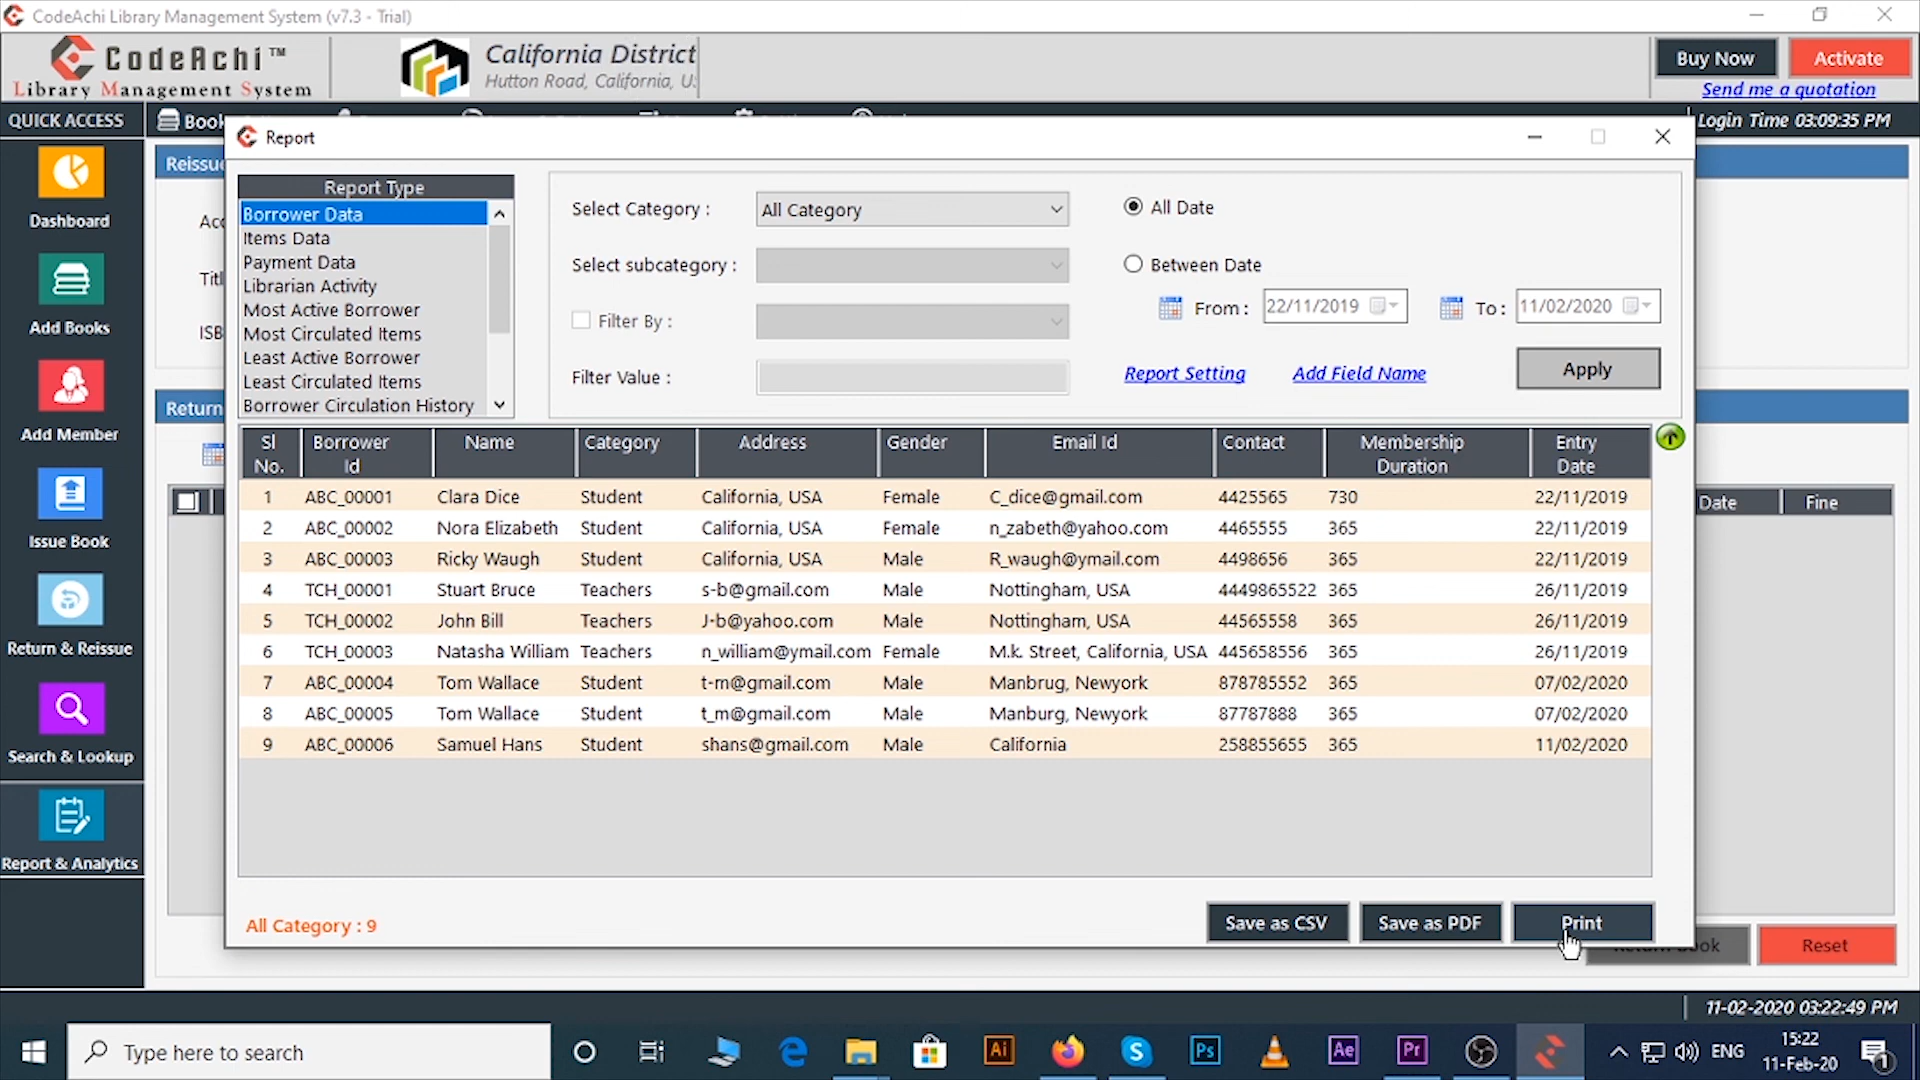 CodeAchi Library Management System (v7.3 - Trial)
CodeAchi™
Library Management System
California District
Hutton Road, California, U.
Buy Now
Activate
Send me a quotation
QUICK ACCESS
Book
Login Time 03:09:35 PM
Report
Reissue
Report Type
Borrower Data
Items Data
Payment Data
Librarian Activity
Most Active Borrower
Most Circulated Items
Least Active Borrower
Least Circulated Items
Borrower Circulation History
Select Category :
All Category
Select subcategory :
Filter By :
Filter Value :
All Date
Between Date
From :
22/11/2019
To :
11/02/2020
Report Setting
Add Field Name
Apply
Dashboard
Add Books
Add Member
Issue Book
Return & Reissue
Search & Lookup
Report & Analytics
Acc
Titl
ISB
Return
Sl No. Borrower Id Name Category Address Gender Email Id Contact Membership Duration Entry Date
1 ABC_00001 Clara Dice Student California, USA Female C_dice@gmail.com 4425565 730 22/11/2019
2 ABC_00002 Nora Elizabeth Student California, USA Female n_zabeth@yahoo.com 4465555 365 22/11/2019
3 ABC_00003 Ricky Waugh Student California, USA Male R_waugh@ymail.com 4498656 365 22/11/2019
4 TCH_00001 Stuart Bruce Teachers s-b@gmail.com Male Nottingham, USA 4449865522 365 26/11/2019
5 TCH_00002 John Bill Teachers J-b@yahoo.com Male Nottingham, USA 44565558 365 26/11/2019
6 TCH_00003 Natasha William Teachers n_william@ymail.com Female M.k. Street, California, USA 445658556 365 26/11/2019
7 ABC_00004 Tom Wallace Student t-m@gmail.com Male Manbrug, Newyork 878785552 365 07/02/2020
8 ABC_00005 Tom Wallace Student t_m@gmail.com Male Manburg, Newyork 87787888 365 07/02/2020
9 ABC_00006 Samuel Hans Student shans@gmail.com Male California 258855655 365 11/02/2020
Date
Fine
All Category : 9
Save as CSV
Save as PDF
Print
Reset
11-02-2020 03:22:49 PM
Type here to search
Ai
Ps
Ae
Pr
ENG
15:22
11-Feb-20
1